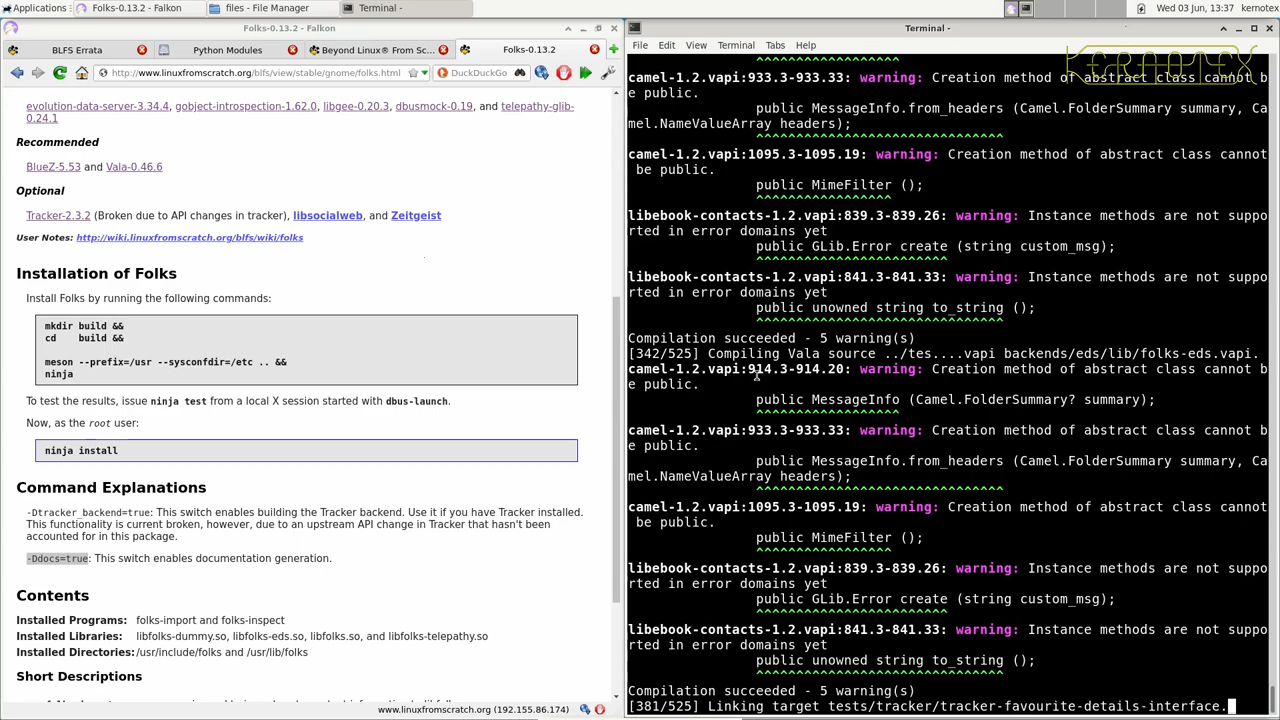 Applications
Folks-0.13.2 - Falkon
files - File Manager
Terminal -
Wed 03 Jun, 13:37
kernotex
Folks-0.13.2 - Falkon
BLFS Errata
Python Modules
Beyond Linux® From Sc...
Folks-0.13.2
http://www.linuxfromscratch.org/blfs/view/stable/gnome/folks.html
DuckDuckGo
evolution-data-server-3.34.4, gobject-introspection-1.62.0, libgee-0.20.3, dbusmock-0.19, and telepathy-glib-
0.24.1
Recommended
BlueZ-5.53 and Vala-0.46.6
Optional
Tracker-2.3.2 (Broken due to API changes in tracker), libsocialweb, and Zeitgeist
User Notes: http://wiki.linuxfromscratch.org/blfs/wiki/folks
Installation of Folks
Install Folks by running the following commands:
mkdir build &&
cd    build &&
meson --prefix=/usr --sysconfdir=/etc .. &&
ninja
To test the results, issue ninja test from a local X session started with dbus-launch.
Now, as the root user:
ninja install
Command Explanations
-Dtracker_backend=true: This switch enables building the Tracker backend. Use it if you have Tracker installed.
This functionality is current broken, however, due to an upstream API change in Tracker that hasn't been
accounted for in this package.
-Ddocs=true: This switch enables documentation generation.
Contents
Installed Programs: folks-import and folks-inspect
Installed Libraries: libfolks-dummy.so, libfolks-eds.so, libfolks.so, and libfolks-telepathy.so
Installed Directories: /usr/include/folks and /usr/lib/folks
Short Descriptions
www.linuxfromscratch.org (192.155.86.174)
Terminal -
File Edit View Terminal Tabs Help
KERNOTEX
^^^^^^^^^^^^^^^^^^
camel-1.2.vapi:933.3-933.33: warning: Creation method of abstract class cannot b
e public.
public MessageInfo.from_headers (Camel.FolderSummary summary, Ca
mel.NameValueArray headers);
^^^^^^^^^^^^^^^^^^^^^^^^^^^^^^^
camel-1.2.vapi:1095.3-1095.19: warning: Creation method of abstract class cannot
be public.
public MimeFilter ();
^^^^^^^^^^^^^^^^^
libebook-contacts-1.2.vapi:839.3-839.26: warning: Instance methods are not suppo
rted in error domains yet
public GLib.Error create (string custom_msg);
^^^^^^^^^^^^^^^^^^^^^^^^
libebook-contacts-1.2.vapi:841.3-841.33: warning: Instance methods are not suppo
rted in error domains yet
public unowned string to_string ();
^^^^^^^^^^^^^^^^^^^^^^^^^^^^^^^
Compilation succeeded - 5 warning(s)
[342/525] Compiling Vala source ../tes....vapi backends/eds/lib/folks-eds.vapi.
camel-1.2.vapi:914.3-914.20: warning: Creation method of abstract class cannot b
e public.
public MessageInfo (Camel.FolderSummary? summary);
^^^^^^^^^^^^^^^^^^
camel-1.2.vapi:933.3-933.33: warning: Creation method of abstract class cannot b
e public.
public MessageInfo.from_headers (Camel.FolderSummary summary, Ca
mel.NameValueArray headers);
^^^^^^^^^^^^^^^^^^^^^^^^^^^^^^^
camel-1.2.vapi:1095.3-1095.19: warning: Creation method of abstract class cannot
be public.
public MimeFilter ();
^^^^^^^^^^^^^^^^^
libebook-contacts-1.2.vapi:839.3-839.26: warning: Instance methods are not suppo
rted in error domains yet
public GLib.Error create (string custom_msg);
^^^^^^^^^^^^^^^^^^^^^^^^
libebook-contacts-1.2.vapi:841.3-841.33: warning: Instance methods are not suppo
rted in error domains yet
public unowned string to_string ();
^^^^^^^^^^^^^^^^^^^^^^^^^^^^^^^
Compilation succeeded - 5 warning(s)
[381/525] Linking target tests/tracker/tracker-favourite-details-interface.